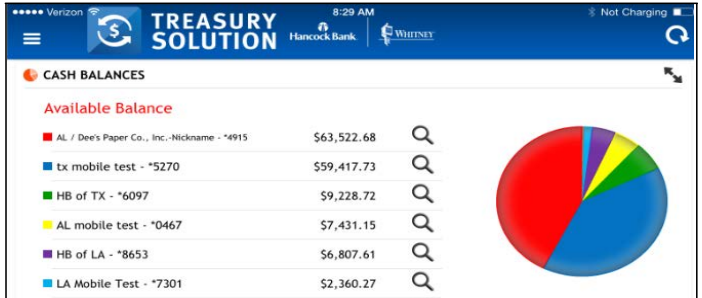 Verizon 8:29 AM Not Charging
TREASURY
SOLUTION
Hancock Bank WHITNEY
CASH BALANCES
Available Balance
AL / Dee's Paper Co., Inc.-Nickname - *4915 $63,522.68
tx mobile test - *5270 $59,417.73
HB of TX - *6097 $9,228.72
AL mobile test - *0467 $7,431.15
HB of LA - *8653 $6,807.61
LA Mobile Test - *7301 $2,360.27